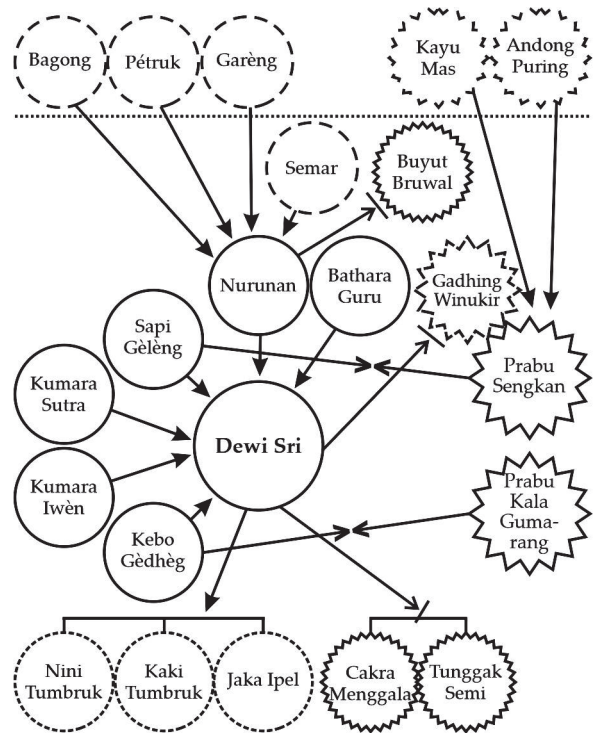 Bagong
Pétruk
Garèng
Kayu
Mas
Andong
Puring
Semar
Buyut
Bruwal
Nurunan
Bathara
Guru
Gadhing
Winukir
Sapi
Gèlèng
Prabu
Sengkan
Kumara
Sutra
Dewi Sri
Kumara
Iwèn
Prabu
Kala
Guma-
rang
Kebo
Gèdhèg
Nini
Tumbruk
Kaki
Tumbruk
Jaka Ipel
Cakra
Menggala
Tunggak
Semi